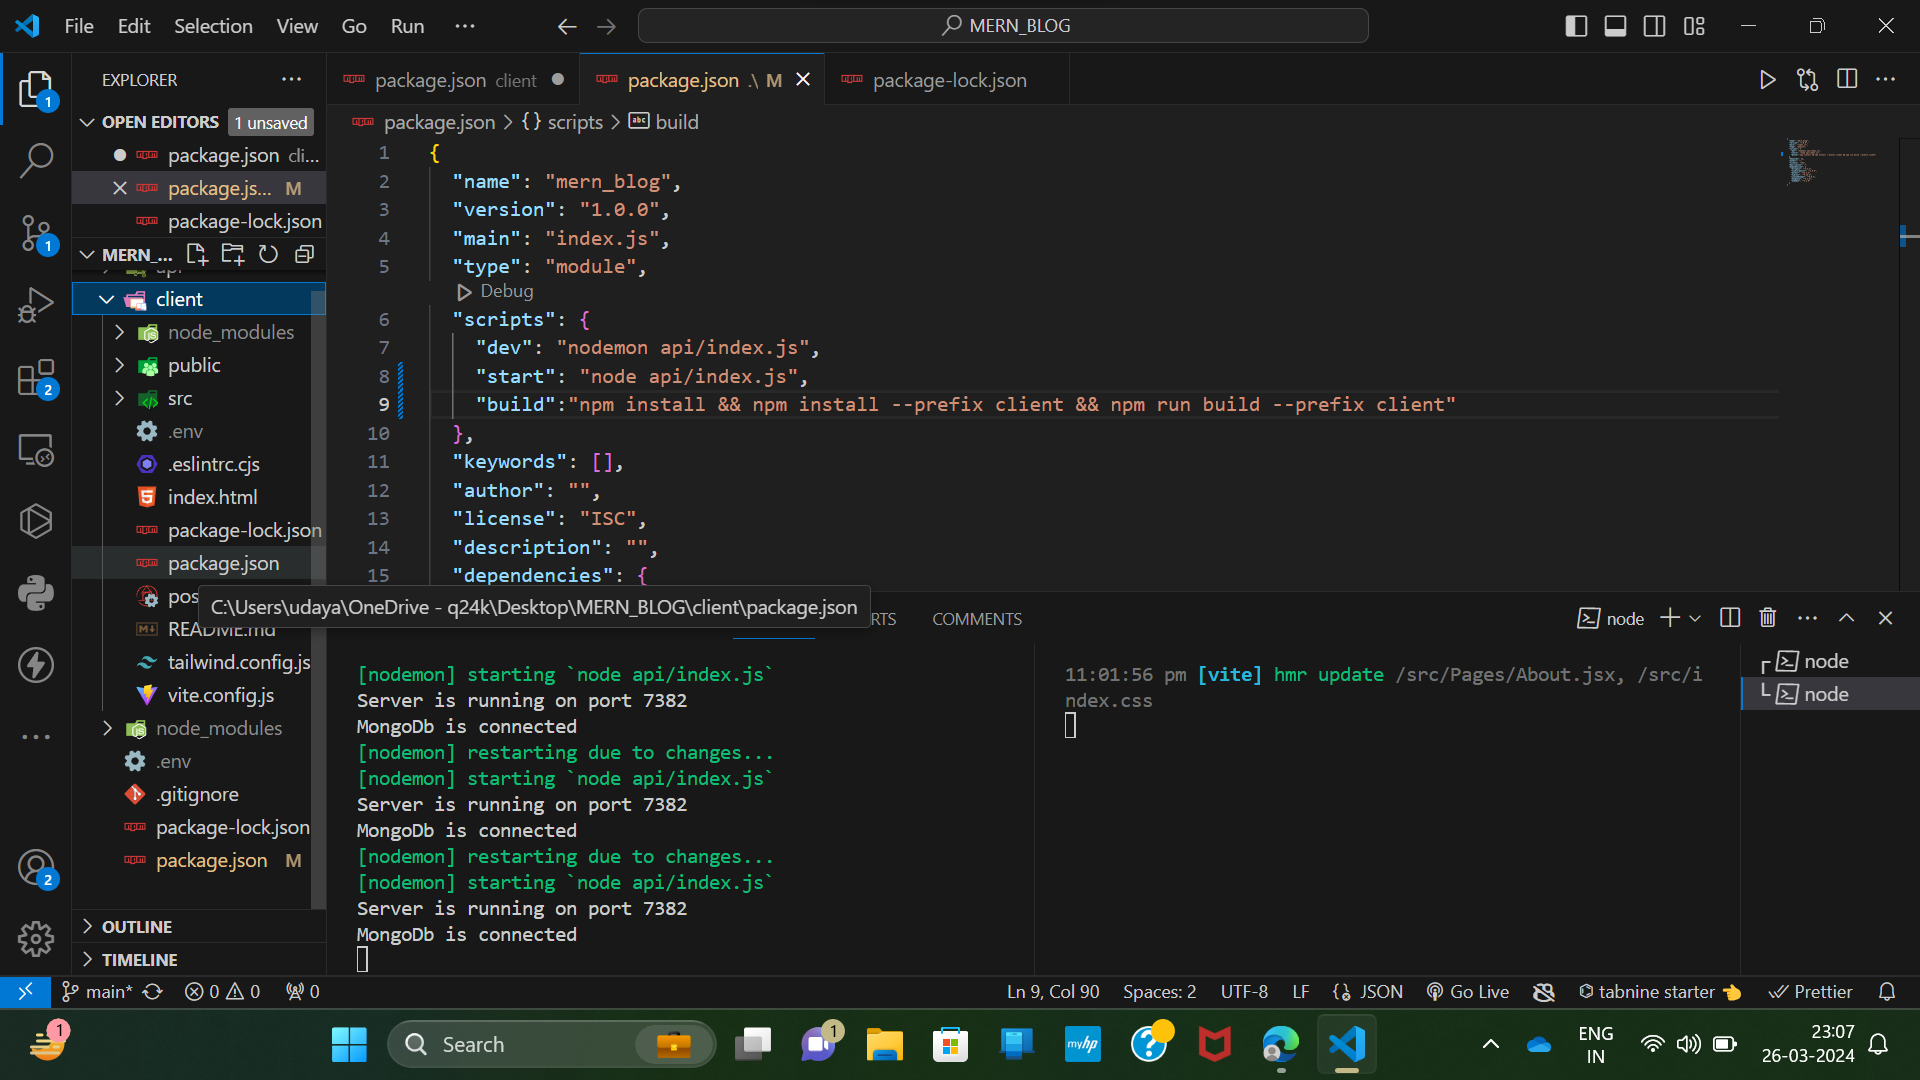 File Edit Selection View Go Run ···
MERN_BLOG
EXPLORER
package.json client
package.json .\ M
package-lock.json
OPEN EDITORS 1 unsaved
package.json cli...
package.js... M
package-lock.json
MERN_...
client
node_modules
public
src
.env
.eslintrc.cjs
index.html
package-lock.json
package.json
pos
README.md
tailwind.config.js
vite.config.js
node_modules
.env
.gitignore
package-lock.json
package.json M
OUTLINE
TIMELINE
package.json > {} scripts > abc build
1 {
2 "name": "mern_blog",
3 "version": "1.0.0",
4 "main": "index.js",
5 "type": "module",
Debug
6 "scripts": {
7 "dev": "nodemon api/index.js",
8 "start": "node api/index.js",
9 "build":"npm install && npm install --prefix client && npm run build --prefix client"
10 },
11 "keywords": [],
12 "author": "",
13 "license": "ISC",
14 "description": "",
15 "dependencies": {
C:\Users\udaya\OneDrive - q24k\Desktop\MERN_BLOG\client\package.json
RTS COMMENTS
node
[nodemon] starting `node api/index.js`
Server is running on port 7382
MongoDb is connected
[nodemon] restarting due to changes...
[nodemon] starting `node api/index.js`
Server is running on port 7382
MongoDb is connected
[nodemon] restarting due to changes...
[nodemon] starting `node api/index.js`
Server is running on port 7382
MongoDb is connected
11:01:56 pm [vite] hmr update /src/Pages/About.jsx, /src/i
ndex.css
node
node
1
1
2
2
main* 0 0 0
Ln 9, Col 90 Spaces: 2 UTF-8 LF {} JSON Go Live tabnine starter Prettier
1
Search
1
myhp
ENG
IN
23:07
26-03-2024